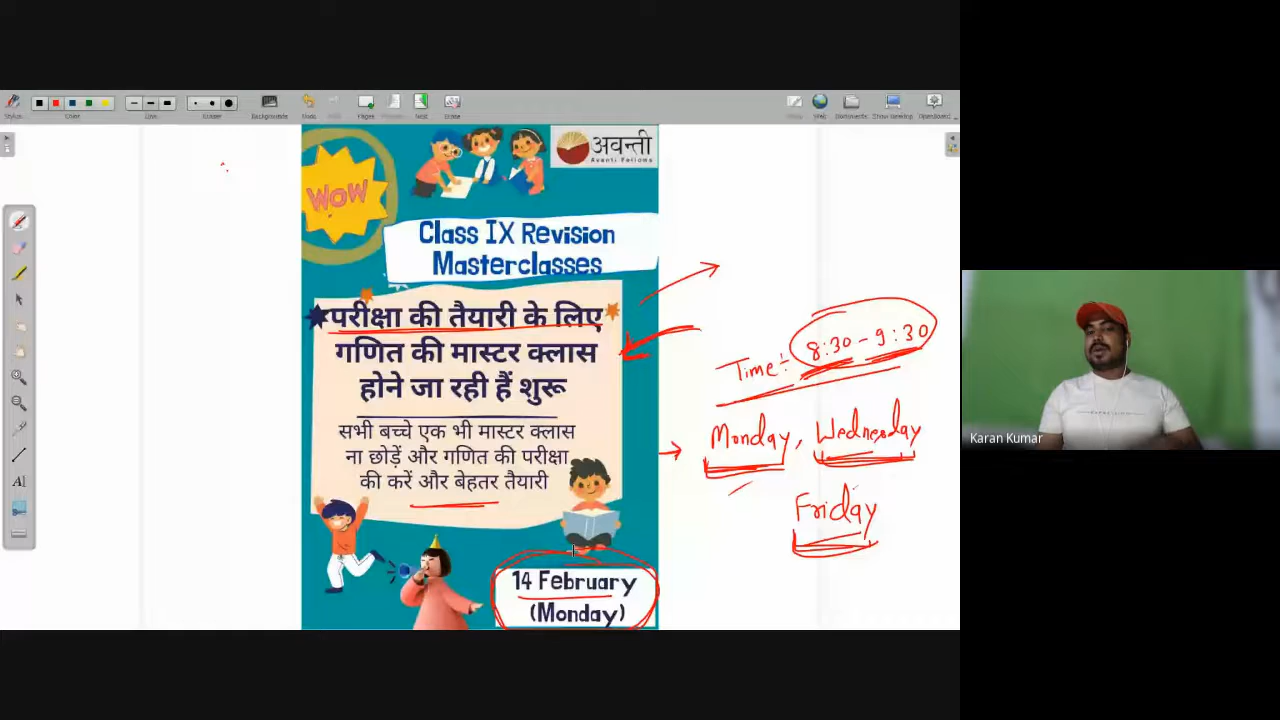 अवन्ती
Avanti Fellows
WOW
Class IX Revision
Masterclasses
परीक्षा की तैयारी के लिए
गणित की मास्टर क्लास
होने जा रही हैं शुरू
सभी बच्चे एक भी मास्टर क्लास
ना छोड़ें और गणित की परीक्षा
की करें और बेहतर तैयारी
14 February
(Monday)
Time:- 8:30 - 9:30
Monday, Wednesday
Friday
Karan Kumar